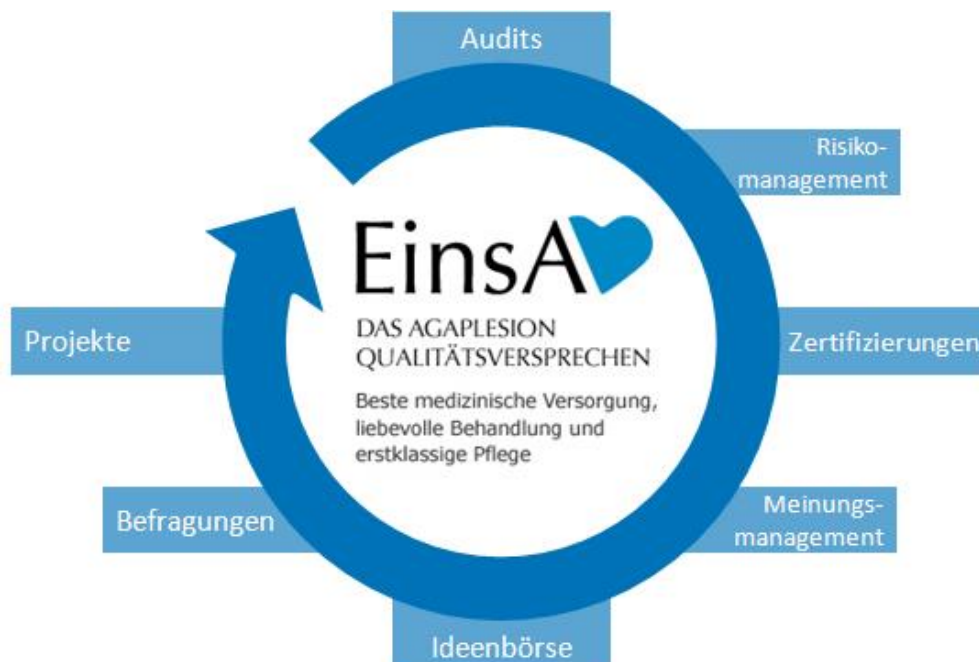 Audits
Risiko-
management
Zertifizierungen
Meinungs-
management
Ideenbörse
Befragungen
Projekte
EinsA
DAS AGAPLESION
QUALITÄTSVERSPRECHEN
Beste medizinische Versorgung,
liebevolle Behandlung und
erstklassige Pflege